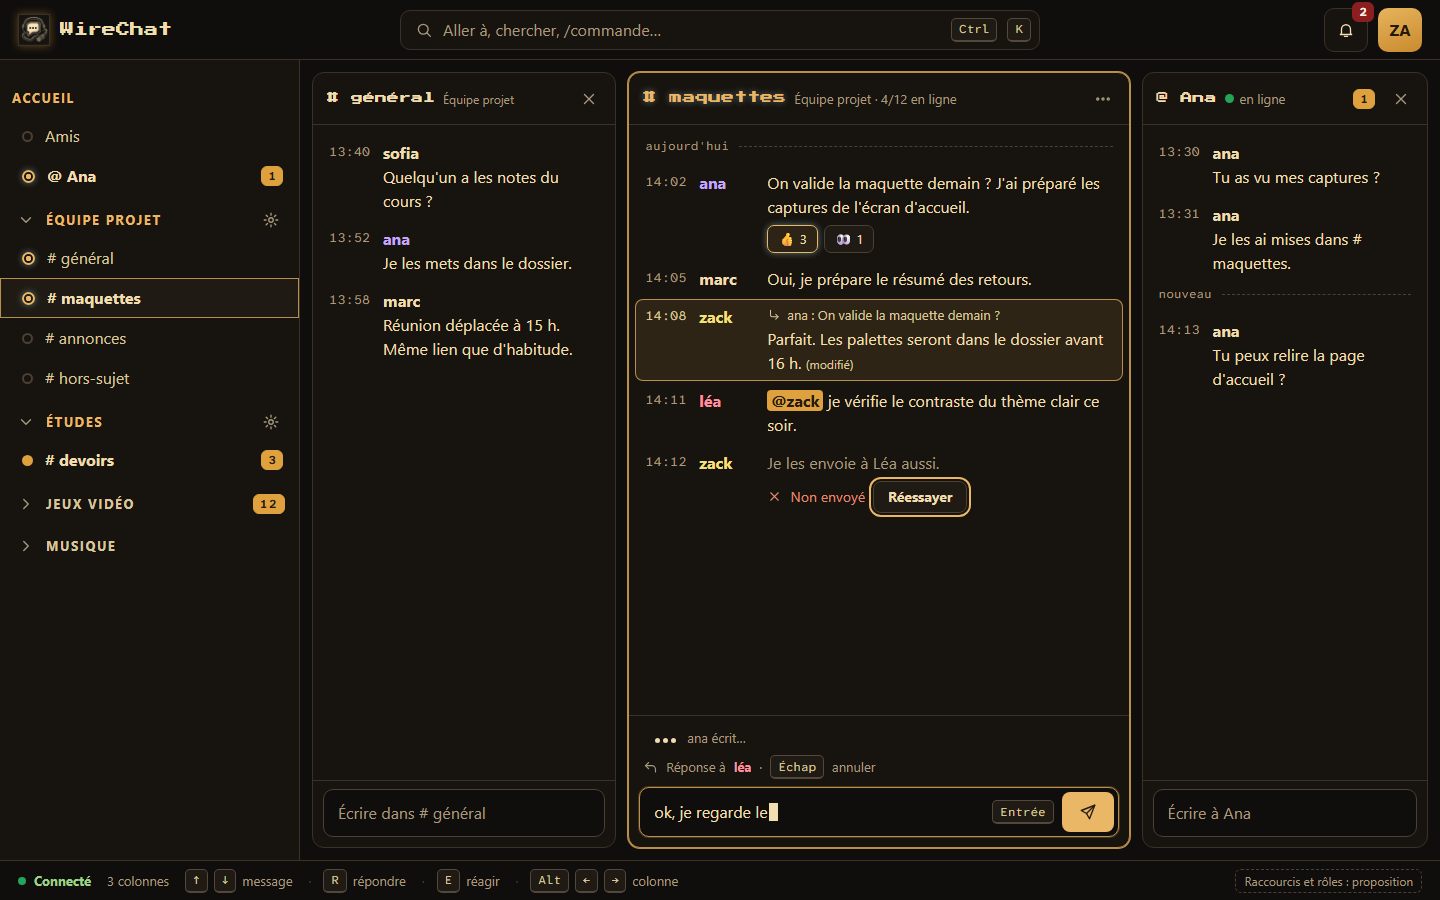 WireChat
Aller à, chercher, /commande...
Ctrl K
2
ZA
ACCUEIL
Amis
@ Ana 1
ÉQUIPE PROJET
# général
# maquettes
# annonces
# hors-sujet
ÉTUDES
# devoirs 3
JEUX VIDÉO 12
MUSIQUE
# général Équipe projet
13:40 sofia
Quelqu'un a les notes du
cours ?
13:52 ana
Je les mets dans le dossier.
13:58 marc
Réunion déplacée à 15 h.
Même lien que d'habitude.
Écrire dans # général
# maquettes Équipe projet · 4/12 en ligne
aujourd'hui
14:02 ana On valide la maquette demain ? J'ai préparé les
captures de l'écran d'accueil.
👍 3 👀 1
14:05 marc Oui, je prépare le résumé des retours.
14:08 zack ana : On valide la maquette demain ?
Parfait. Les palettes seront dans le dossier avant
16 h. (modifié)
14:11 léa @zack je vérifie le contraste du thème clair ce
soir.
14:12 zack Je les envoie à Léa aussi.
Non envoyé Réessayer
ana écrit...
Réponse à léa · Échap annuler
ok, je regarde le Entrée
@ Ana en ligne 1
13:30 ana
Tu as vu mes captures ?
13:31 ana
Je les ai mises dans #
maquettes.
nouveau
14:13 ana
Tu peux relire la page
d'accueil ?
Écrire à Ana
Connecté 3 colonnes ↑ ↓ message · R répondre · E réagir · Alt ← → colonne
Raccourcis et rôles : proposition